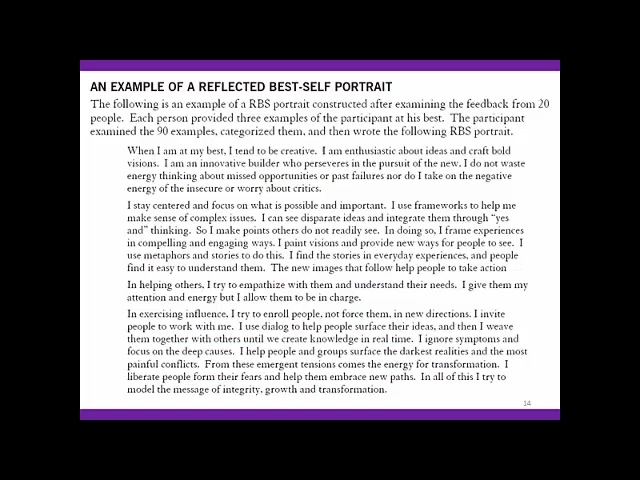 AN EXAMPLE OF A REFLECTED BEST-SELF PORTRAIT
The following is an example of a RBS portrait constructed after examining the feedback from 20
people. Each person provided three examples of the participant at his best. The participant
examined the 90 examples, categorized them, and then wrote the following RBS portrait.
When I am at my best, I tend to be creative. I am enthusiastic about ideas and craft bold
visions. I am an innovative builder who perseveres in the pursuit of the new. I do not waste
energy thinking about missed opportunities or past failures nor do I take on the negative
energy of the insecure or worry about critics.
I stay centered and focus on what is possible and important. I use frameworks to help me
make sense of complex issues. I can see disparate ideas and integrate them through "yes
and" thinking. So I make points others do not readily see. In doing so, I frame experiences
in compelling and engaging ways. I paint visions and provide new ways for people to see. I
use metaphors and stories to do this. I find the stories in everyday experiences, and people
find it easy to understand them. The new images that follow help people to take action
In helping others, I try to empathize with them and understand their needs. I give them my
attention and energy but I allow them to be in charge.
In exercising influence, I try to enroll people, not force them, in new directions. I invite
people to work with me. I use dialog to help people surface their ideas, and then I weave
them together with others until we create knowledge in real time. I ignore symptoms and
focus on the deep causes. I help people and groups surface the darkest realities and the most
painful conflicts. From these emergent tensions comes the energy for transformation. I
liberate people form their fears and help them embrace new paths. In all of this I try to
model the message of integrity, growth and transformation.
14